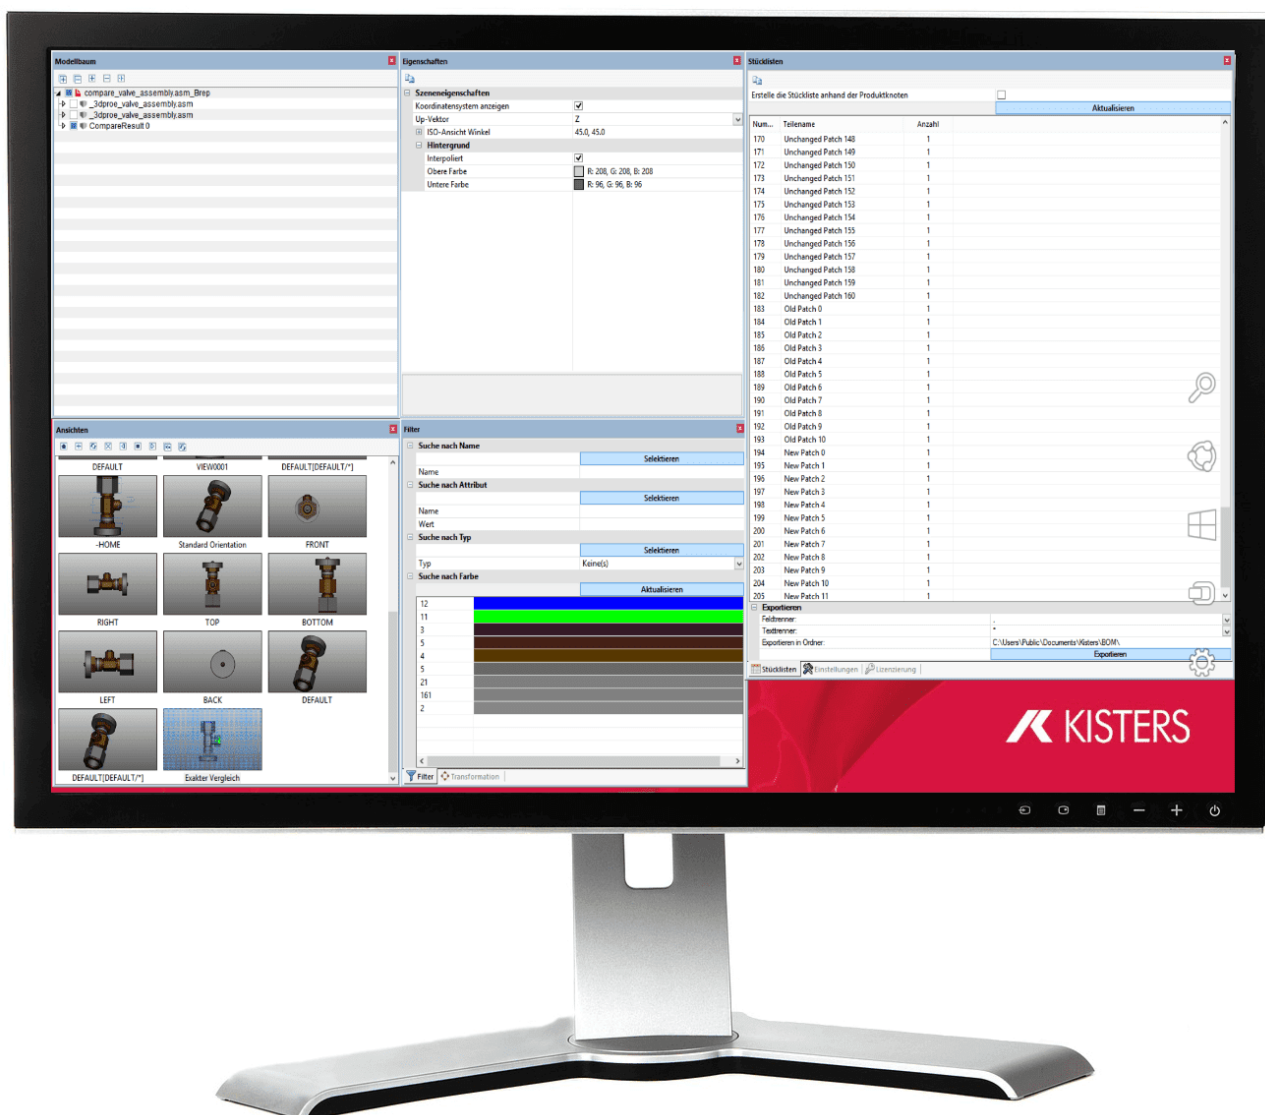 Modellbaum
compare_valve_assembly.asm_Brep
_3dproe_valve_assembly.asm
_3dproe_valve_assembly.asm
CompareResult 0
Eigenschaften
Szeneneigenschaften
Koordinatensystem anzeigen
Up-Vektor Z
ISO-Ansicht Winkel 45.0, 45.0
Hintergrund
Interpoliert
Obere Farbe R: 208, G: 208, B: 208
Untere Farbe R: 96, G: 96, B: 96
Stücklisten
Erstelle die Stückliste anhand der Produktknoten
Aktualisieren
Num... Teilename Anzahl
170 Unchanged Patch 148 1
171 Unchanged Patch 149 1
172 Unchanged Patch 150 1
173 Unchanged Patch 151 1
174 Unchanged Patch 152 1
175 Unchanged Patch 153 1
176 Unchanged Patch 154 1
177 Unchanged Patch 155 1
178 Unchanged Patch 156 1
179 Unchanged Patch 157 1
180 Unchanged Patch 158 1
181 Unchanged Patch 159 1
182 Unchanged Patch 160 1
183 Old Patch 0 1
184 Old Patch 1 1
185 Old Patch 2 1
186 Old Patch 3 1
187 Old Patch 4 1
188 Old Patch 5 1
189 Old Patch 6 1
190 Old Patch 7 1
191 Old Patch 8 1
192 Old Patch 9 1
193 Old Patch 10 1
194 New Patch 0 1
195 New Patch 1 1
196 New Patch 2 1
197 New Patch 3 1
198 New Patch 4 1
199 New Patch 5 1
200 New Patch 6 1
201 New Patch 7 1
202 New Patch 8 1
203 New Patch 9 1
204 New Patch 10 1
205 New Patch 11 1
Exportieren
Feldtrenner:
Texttrenner:
Exportieren in Ordner: C:\Users\Public\Documents\Kisters\BOM\
Exportieren
Stücklisten Einstellungen Lizenzierung
Ansichten
DEFAULT VIEW0001 DEFAULT[DEFAULT/*]
-HOME Standard Orientation FRONT
RIGHT TOP BOTTOM
LEFT BACK DEFAULT
DEFAULT[DEFAULT/*] Exakter Vergleich
Filter
Suche nach Name
Selektieren
Name
Suche nach Attribut
Selektieren
Name
Wert
Suche nach Typ
Selektieren
Typ Keine(s)
Suche nach Farbe
Aktualisieren
12
11
3
5
4
5
21
161
2
Filter Transformation
KISTERS